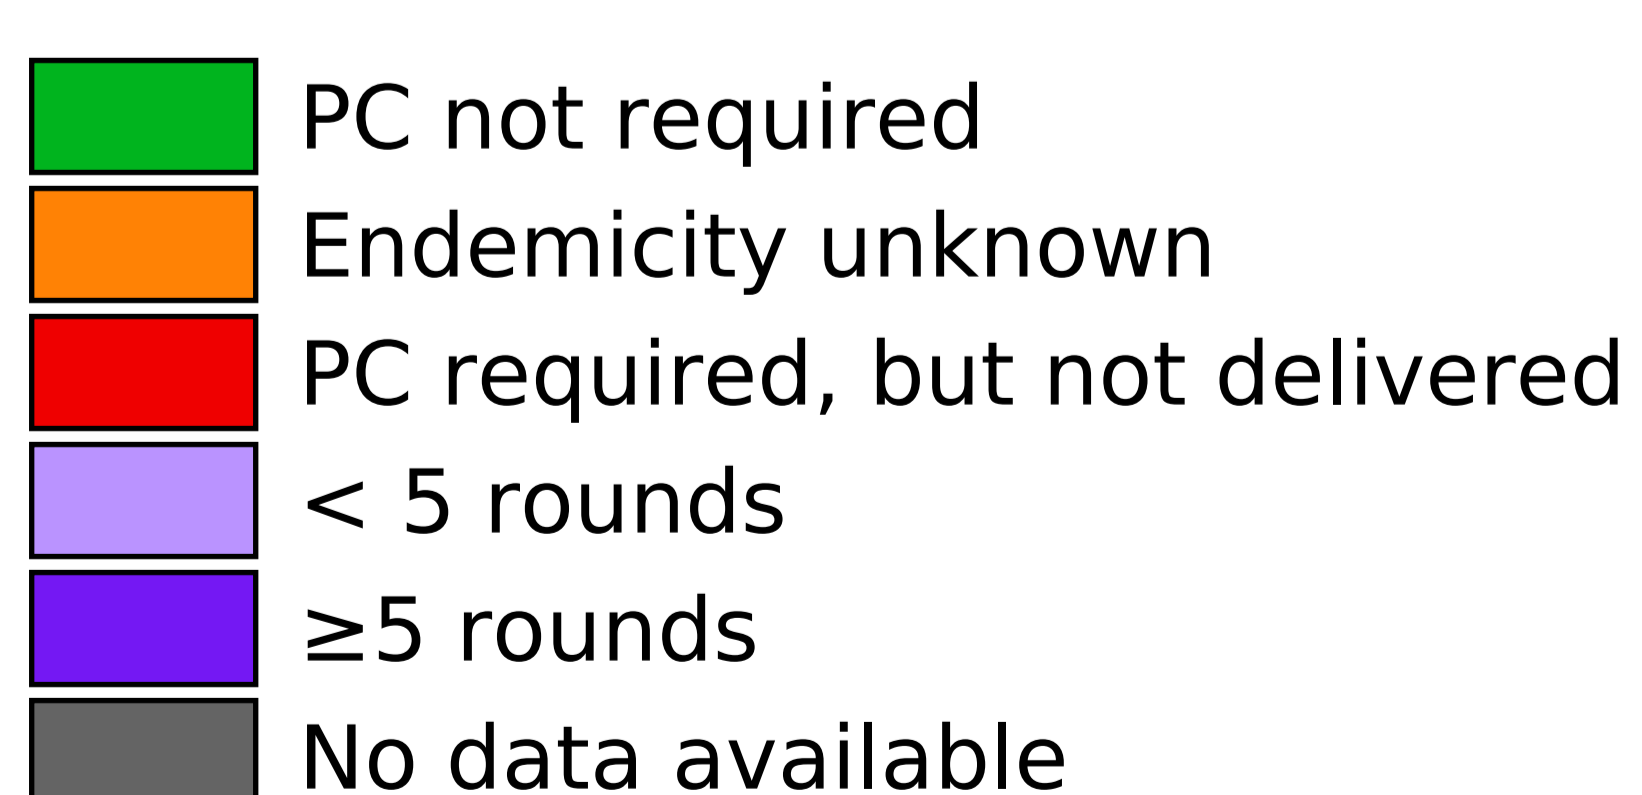 PC not required
Endemicity unknown
PC required, but not delivered
< 5 rounds
≥5 rounds
No data available